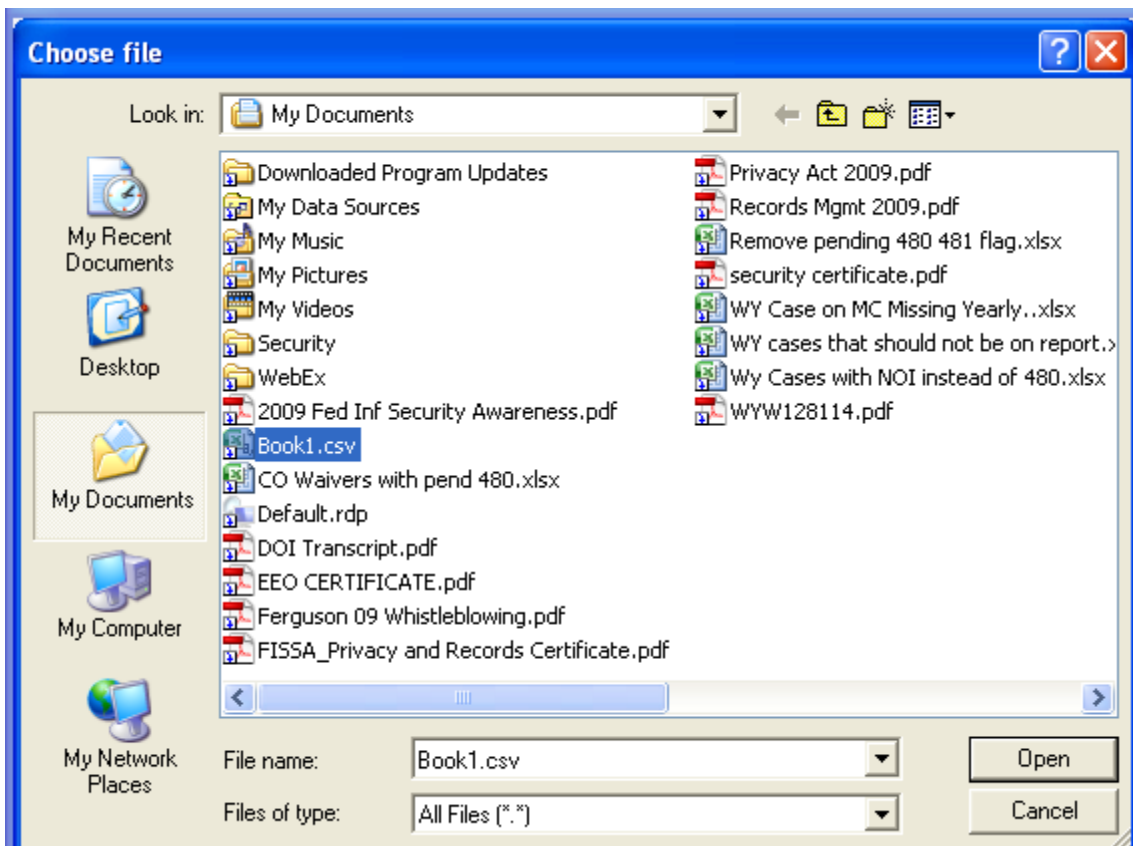 Choose file
Look in:
My Documents
My Recent
Documents
Desktop
My Documents
My Computer
My Network
Places
Downloaded Program Updates
My Data Sources
My Music
My Pictures
My Videos
Security
WebEx
2009 Fed Inf Security Awareness.pdf
Book1.csv
CO Waivers with pend 480.xlsx
Default.rdp
DOI Transcript.pdf
EEO CERTIFICATE.pdf
Ferguson 09 Whistleblowing.pdf
FISSA_Privacy and Records Certificate.pdf
Privacy Act 2009.pdf
Records Mgmt 2009.pdf
Remove pending 480 481 flag.xlsx
security certificate.pdf
WY Case on MC Missing Yearly..xlsx
WY cases that should not be on report.
Wy Cases with NOI instead of 480.xlsx
WYW128114.pdf
File name:
Book1.csv
Open
Files of type:
All Files (*.*)
Cancel